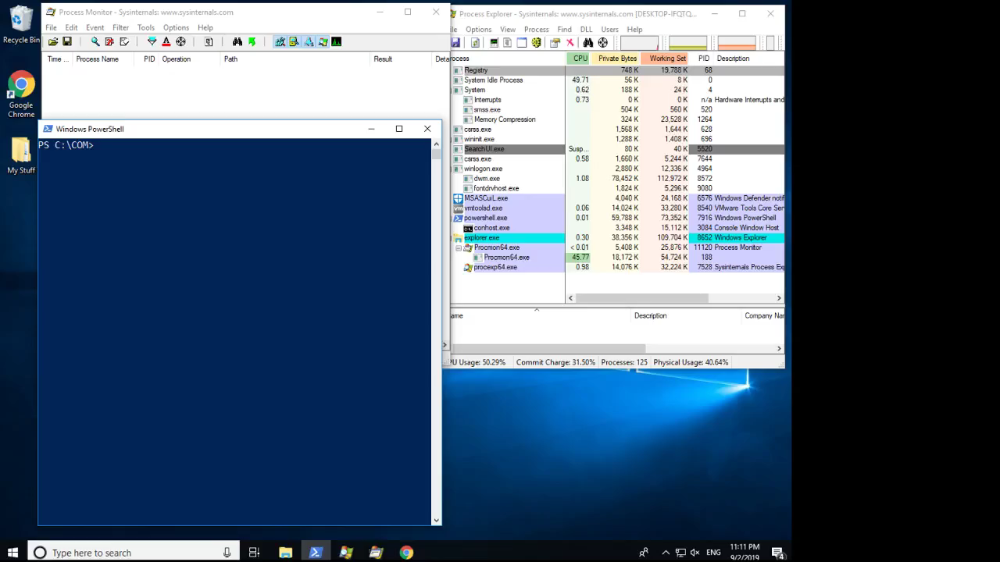 Recycle Bin
Google
Chrome
My Stuff
Process Monitor - Sysinternals: www.sysinternals.com
File Edit Event Filter Tools Options Help
Time ... Process Name PID Operation Path Result Detai
Windows PowerShell
PS C:\COM>
Process Explorer - Sysinternals: www.sysinternals.com [DESKTOP-IFQTQ...
File Options View Process Find DLL Users Help
rocess CPU Private Bytes Working Set PID Description
Registry 748 K 19,788 K 68
System Idle Process 49.71 56 K 8 K 0
System 0.62 188 K 24 K 4
Interrupts 0.73 0 K 0 K n/a Hardware Interrupts and
smss.exe 504 K 560 K 520
Memory Compression 324 K 23,528 K 1264
csrss.exe 1,568 K 1,644 K 628
wininit.exe 1,288 K 1,408 K 696
SearchUI.exe Susp... 80 K 40 K 5520
csrss.exe 0.58 1,660 K 5,244 K 7644
winlogon.exe 2,880 K 12,336 K 4964
dwm.exe 1.08 78,452 K 112,972 K 8572
fontdrvhost.exe 1,824 K 5,296 K 9080
MSASCuiL.exe 4,040 K 24,168 K 6576 Windows Defender notif
vmtoolsd.exe 0.06 14,024 K 33,280 K 8540 VMware Tools Core Ser
powershell.exe 0.01 59,788 K 73,352 K 7916 Windows PowerShell
conhost.exe 3,348 K 15,112 K 3084 Console Window Host
explorer.exe 0.30 38,356 K 109,704 K 8652 Windows Explorer
Procmon64.exe < 0.01 5,408 K 25,876 K 11120 Process Monitor
Procmon64.exe 45.77 18,172 K 54,724 K 188
procexp64.exe 0.98 14,076 K 32,224 K 7528 Sysinternals Process Exp
ame Description Company Nam
PU Usage: 50.29% Commit Charge: 31.50% Processes: 125 Physical Usage: 40.64%
Type here to search
ENG
11:11 PM
9/2/2019
4